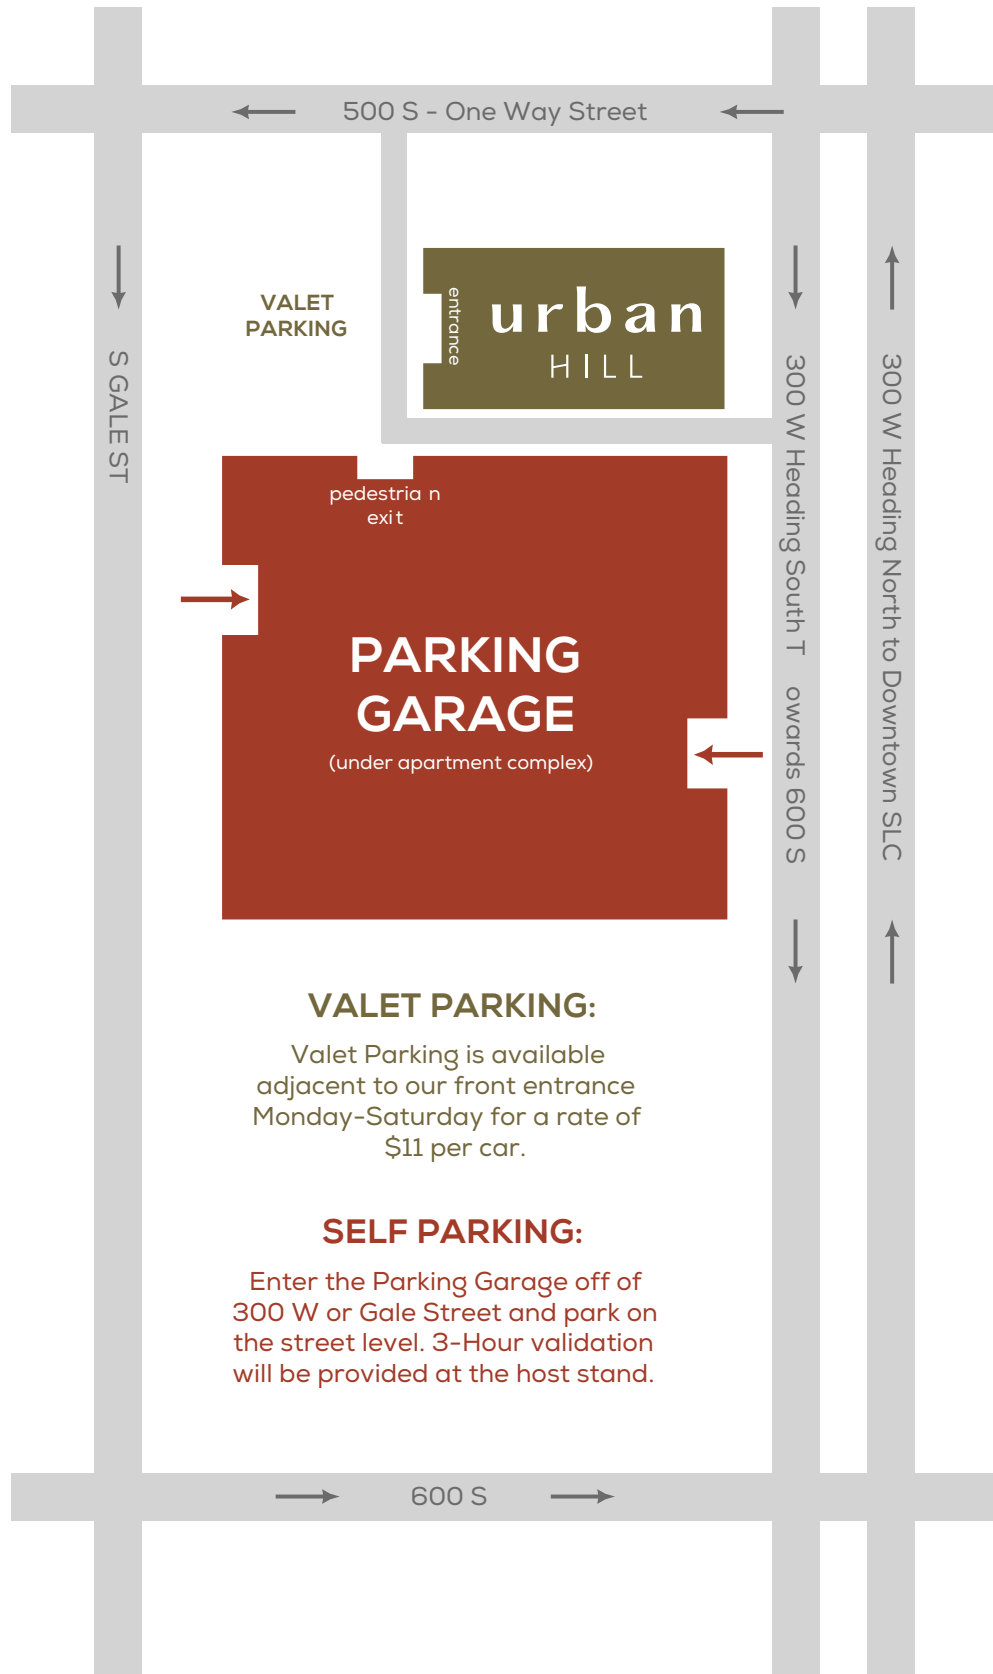 500 S - One Way Street
VALET
PARKING
entrance
urban
HILL
S GALE ST
300 W Heading South T owards 600 S
300 W Heading North to Downtown SLC
pedestria n
exit
PARKING
GARAGE
(under apartment complex)
VALET PARKING:
Valet Parking is available
adjacent to our front entrance
Monday-Saturday for a rate of
$11 per car.
SELF PARKING:
Enter the Parking Garage off of
300 W or Gale Street and park on
the street level. 3-Hour validation
will be provided at the host stand.
600 S